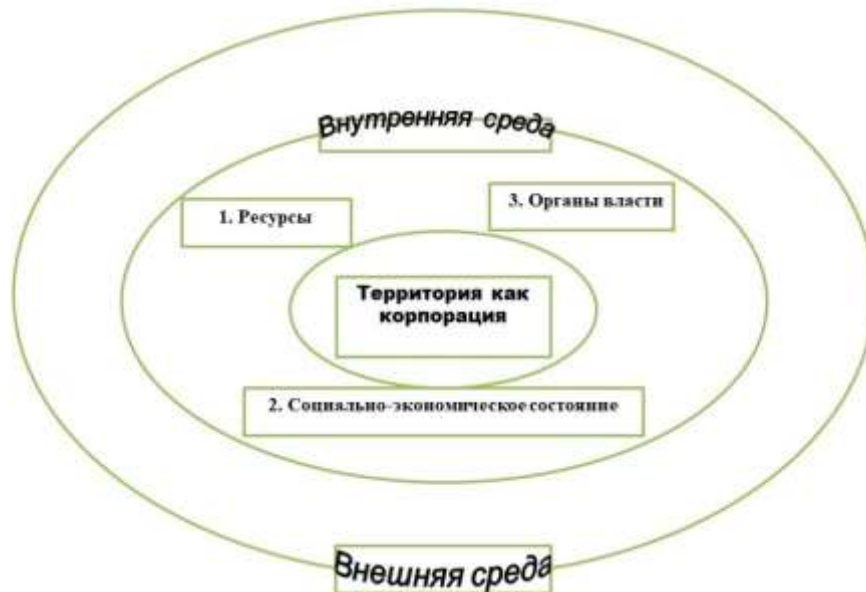 Внутренняя среда
1. Ресурсы
3. Органы власти
Территория как
корпорация
2. Социально-экономическое состояние
Внешняя среда